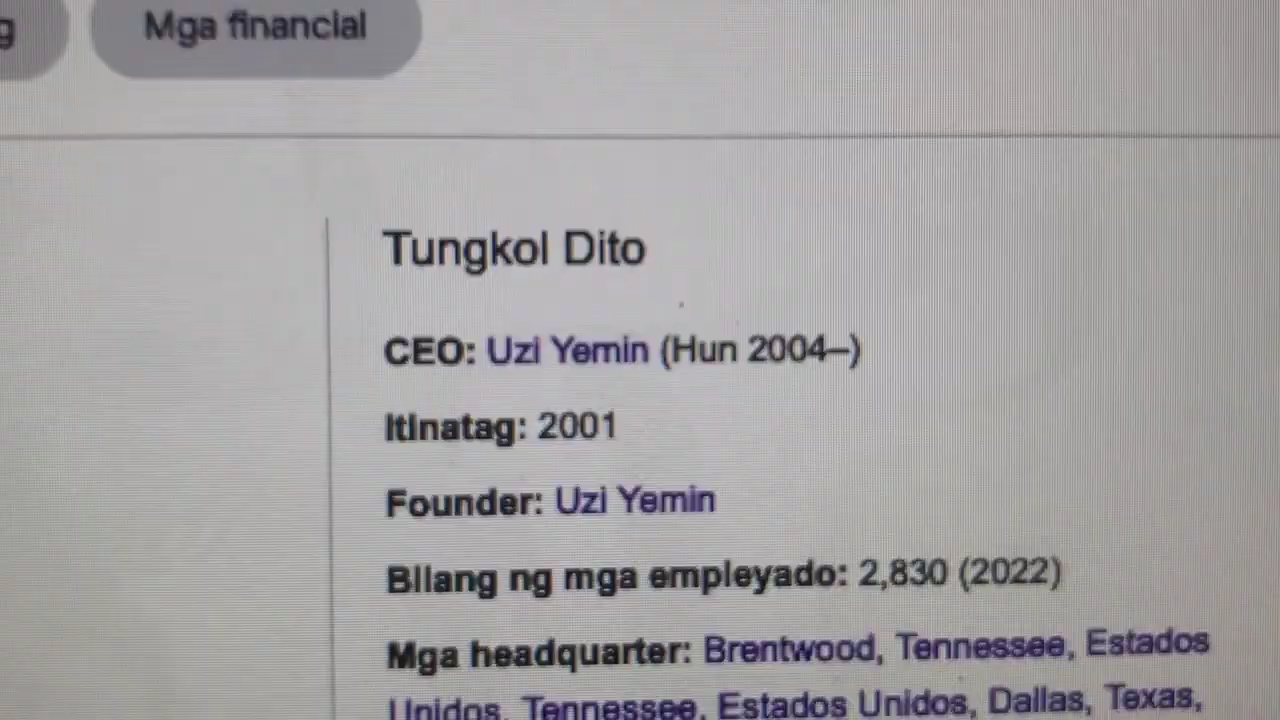 g
Mga financial
Tungkol Dito
CEO: Uzi Yemin (Hun 2004–)
Itinatag: 2001
Founder: Uzi Yemin
Bilang ng mga empleyado: 2,830 (2022)
Mga headquarter: Brentwood, Tennessee, Estados
Unidos, Tennessee, Estados Unidos, Dallas, Texas,